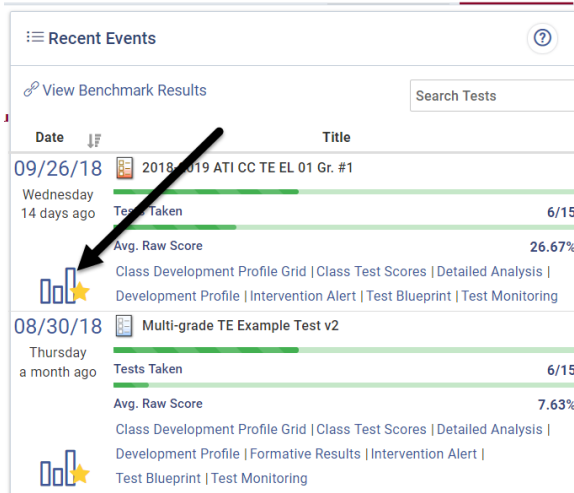 Recent Events
?
View Benchmark Results
Search Tests
Date Title
09/26/18 2018-2019 ATI CC TE EL 01 Gr. #1
Wednesday
14 days ago Tests Taken 6/15
Avg. Raw Score 26.67%
Class Development Profile Grid | Class Test Scores | Detailed Analysis |
Development Profile | Intervention Alert | Test Blueprint | Test Monitoring
08/30/18 Multi-grade TE Example Test v2
Thursday
a month ago Tests Taken 6/15
Avg. Raw Score 7.63%
Class Development Profile Grid | Class Test Scores | Detailed Analysis |
Development Profile | Formative Results | Intervention Alert |
Test Blueprint | Test Monitoring